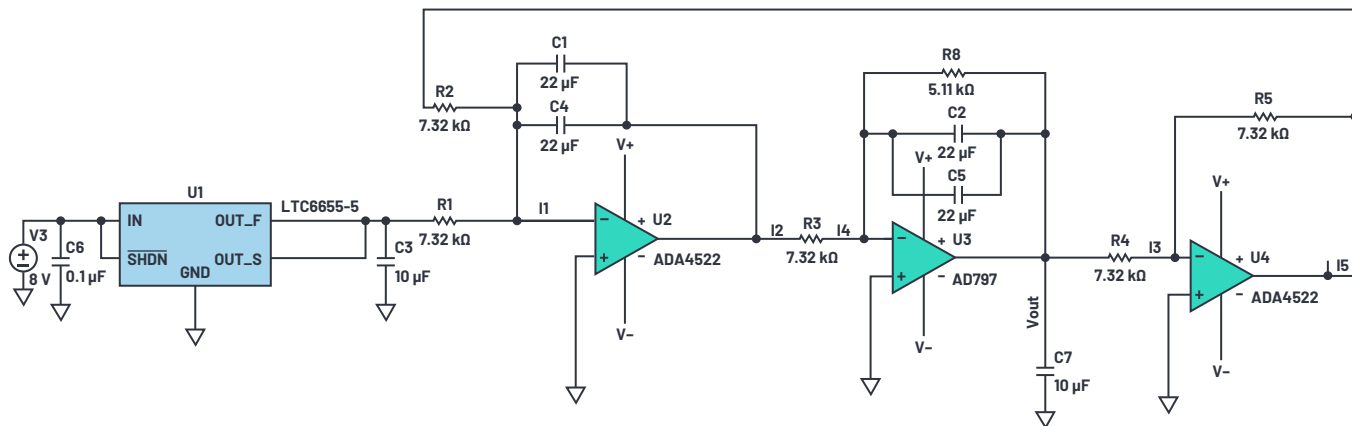 C1
22 µF
C4
22 µF
R2
7.32 kΩ
R8
5.11 kΩ
C2
22 µF
C5
22 µF
R5
7.32 kΩ
V+
V+
V+
U1
LTC6655-5
IN
OUT_F
SHDN
OUT_S
GND
V3
8 V
C6
0.1 µF
C3
10 µF
R1
7.32 kΩ
I1
−
+
+
−
U2
ADA4522
V−
I2
R3
7.32 kΩ
I4
−
+
+
−
U3
AD797
V−
Vout
C7
10 µF
R4
7.32 kΩ
I3
−
+
+
−
U4
ADA4522
V−
I5